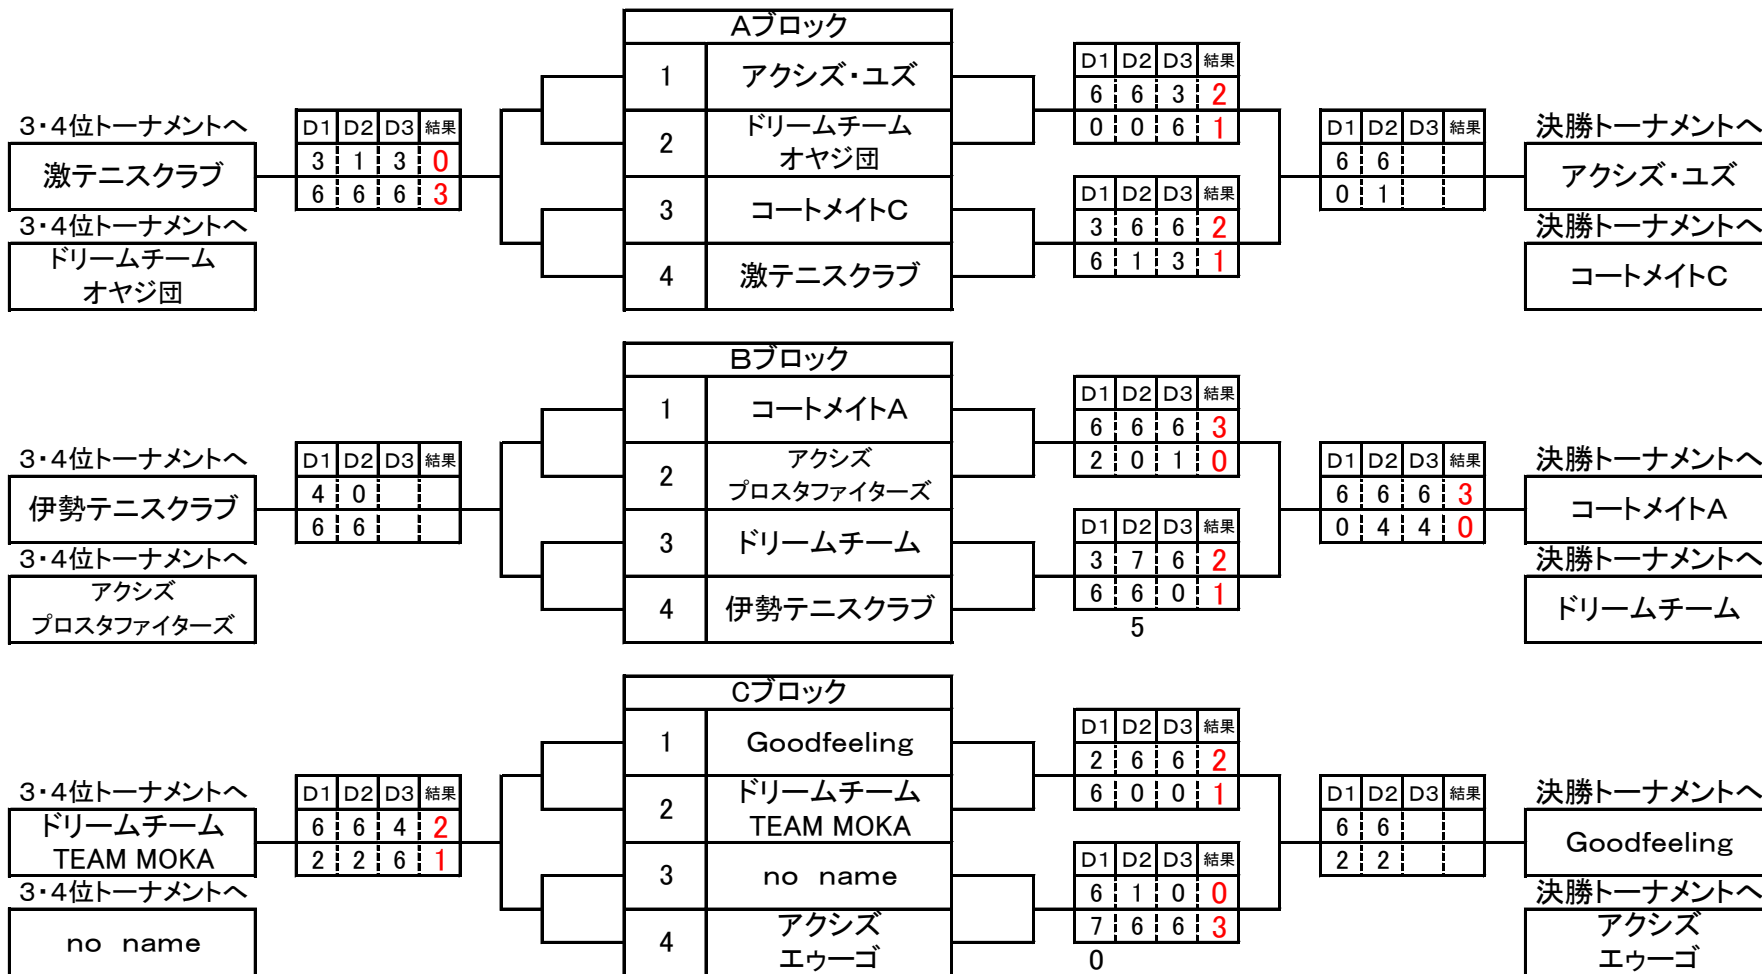 Aブロック
D1 D2 D3 結果
1 アクシズ・ユズ
6 6 3 2
3・4位トーナメントへ
D1 D2 D3 結果
2 ドリームチーム
オヤジ団
0 0 6 1
D1 D2 D3 結果
決勝トーナメントへ
激テニスクラブ
3 1 3 0
6 6 6 3
6 6
0 1
アクシズ・ユズ
3 コートメイトC
D1 D2 D3 結果
3 6 6 2
3・4位トーナメントへ
決勝トーナメントへ
ドリームチーム
オヤジ団
4 激テニスクラブ
6 1 3 1
コートメイトC
Bブロック
D1 D2 D3 結果
1 コートメイトA
6 6 6 3
3・4位トーナメントへ
D1 D2 D3 結果
2 アクシズ
プロスタファイターズ
2 0 1 0
D1 D2 D3 結果
決勝トーナメントへ
伊勢テニスクラブ
4 0
6 6
6 6 6 3
0 4 4 0
コートメイトA
3 ドリームチーム
D1 D2 D3 結果
3 7 6 2
3・4位トーナメントへ
決勝トーナメントへ
アクシズ
プロスタファイターズ
4 伊勢テニスクラブ
6 6 0 1
5
ドリームチーム
Cブロック
D1 D2 D3 結果
1 Goodfeeling
2 6 6 2
3・4位トーナメントへ
D1 D2 D3 結果
2 ドリームチーム
TEAM MOKA
6 0 0 1
D1 D2 D3 結果
決勝トーナメントへ
ドリームチーム
TEAM MOKA
6 6 4 2
2 2 6 1
6 6
2 2
Goodfeeling
3 no name
D1 D2 D3 結果
6 1 0 0
3・4位トーナメントへ
決勝トーナメントへ
no name
4 アクシズ
エゥーゴ
7 6 6 3
0
アクシズ
エゥーゴ